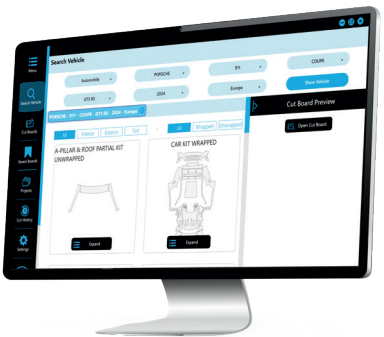 Menu
Search Vehicle
Cut Boards
Saved Boards
Projects
Cut History
Settings
Search Vehicle
Automobile
PORSCHE
911
COUPE
GT3 RS
2024
Europe
Show Vehicle
PORSCHE - 911 - COUPE - GT3 RS - 2024 - Europe
All
Interior
Exterior
Tint
All
Wrapped
Unwrapped
A-PILLAR & ROOF PARTIAL KIT
UNWRAPPED
Expand
CAR KIT WRAPPED
Expand
Cut Board Preview
Open Cut Board